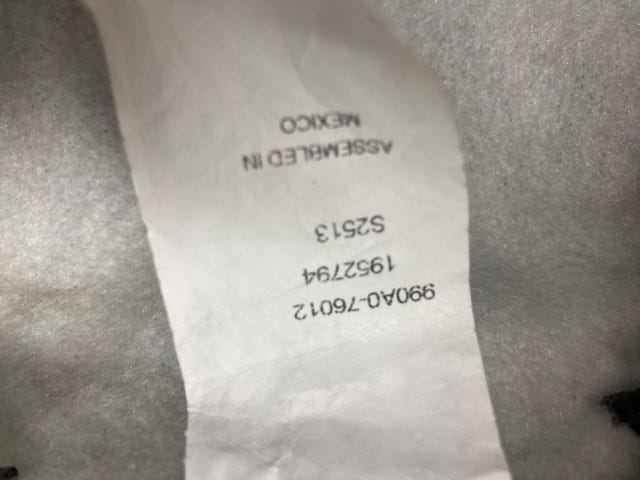 990A0-76012
1952794
S2513
ASSEMBLED IN
MEXICO